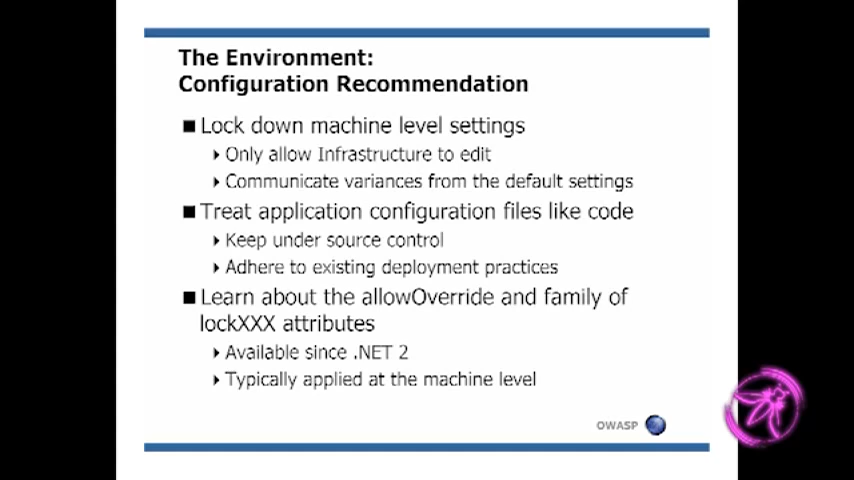 The Environment:
Configuration Recommendation
Lock down machine level settings
Only allow Infrastructure to edit
Communicate variances from the default settings
Treat application configuration files like code
Keep under source control
Adhere to existing deployment practices
Learn about the allowOverride and family of
lockXXX attributes
Available since .NET 2
Typically applied at the machine level
OWASP